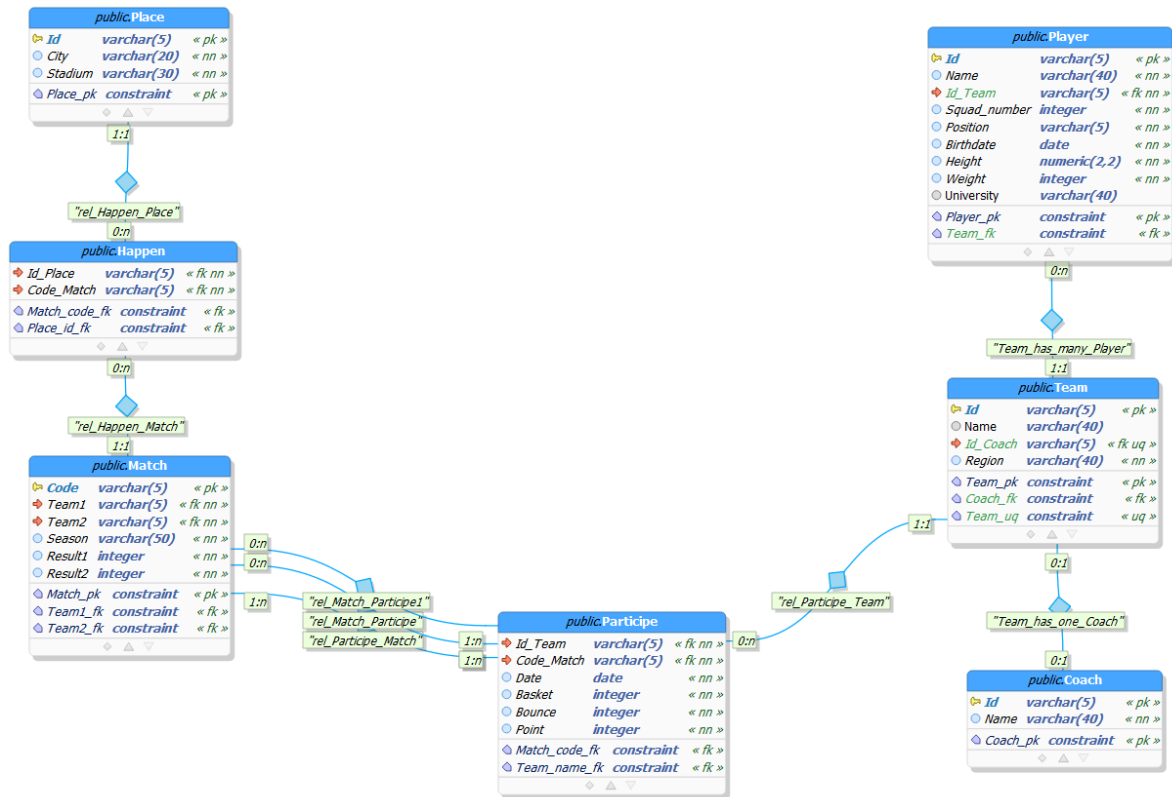 public.Place
Id varchar(5) « pk »
City varchar(20) « nn »
Stadium varchar(30) « nn »
Place_pk constraint « pk »
1:1
"rel_Happen_Place"
0:n
public.Happen
Id_Place varchar(5) « fk nn »
Code_Match varchar(5) « fk nn »
Match_code_fk constraint « fk »
Place_id_fk constraint « fk »
0:n
"rel_Happen_Match"
1:1
public.Match
Code varchar(5) « pk »
Team1 varchar(5) « fk nn »
Team2 varchar(5) « fk nn »
Season varchar(50) « nn »
Result1 integer « nn »
Result2 integer « nn »
Match_pk constraint « pk »
Team1_fk constraint « fk »
Team2_fk constraint « fk »
0:n
0:n
1:n
"rel_Match_Participe1"
"rel_Match_Participe"
"rel_Participe_Match"
1:n
1:n
public.Participe
Id_Team varchar(5) « fk nn »
Code_Match varchar(5) « fk nn »
Date date « nn »
Basket integer « nn »
Bounce integer « nn »
Point integer « nn »
Match_code_fk constraint « fk »
Team_name_fk constraint « fk »
0:n
"rel_Participe_Team"
1:1
public.Player
Id varchar(5) « pk »
Name varchar(40) « nn »
Id_Team varchar(5) « fk nn »
Squad_number integer « nn »
Position varchar(5) « nn »
Birthdate date « nn »
Height numeric(2,2) « nn »
Weight integer « nn »
University varchar(40)
Player_pk constraint « pk »
Team_fk constraint « fk »
0:n
"Team_has_many_Player"
1:1
public.Team
Id varchar(5) « pk »
Name varchar(40)
Id_Coach varchar(5) « fk uq »
Region varchar(40) « nn »
Team_pk constraint « pk »
Coach_fk constraint « fk »
Team_uq constraint « uq »
0:1
"Team_has_one_Coach"
0:1
public.Coach
Id varchar(5) « pk »
Name varchar(40) « nn »
Coach_pk constraint « pk »